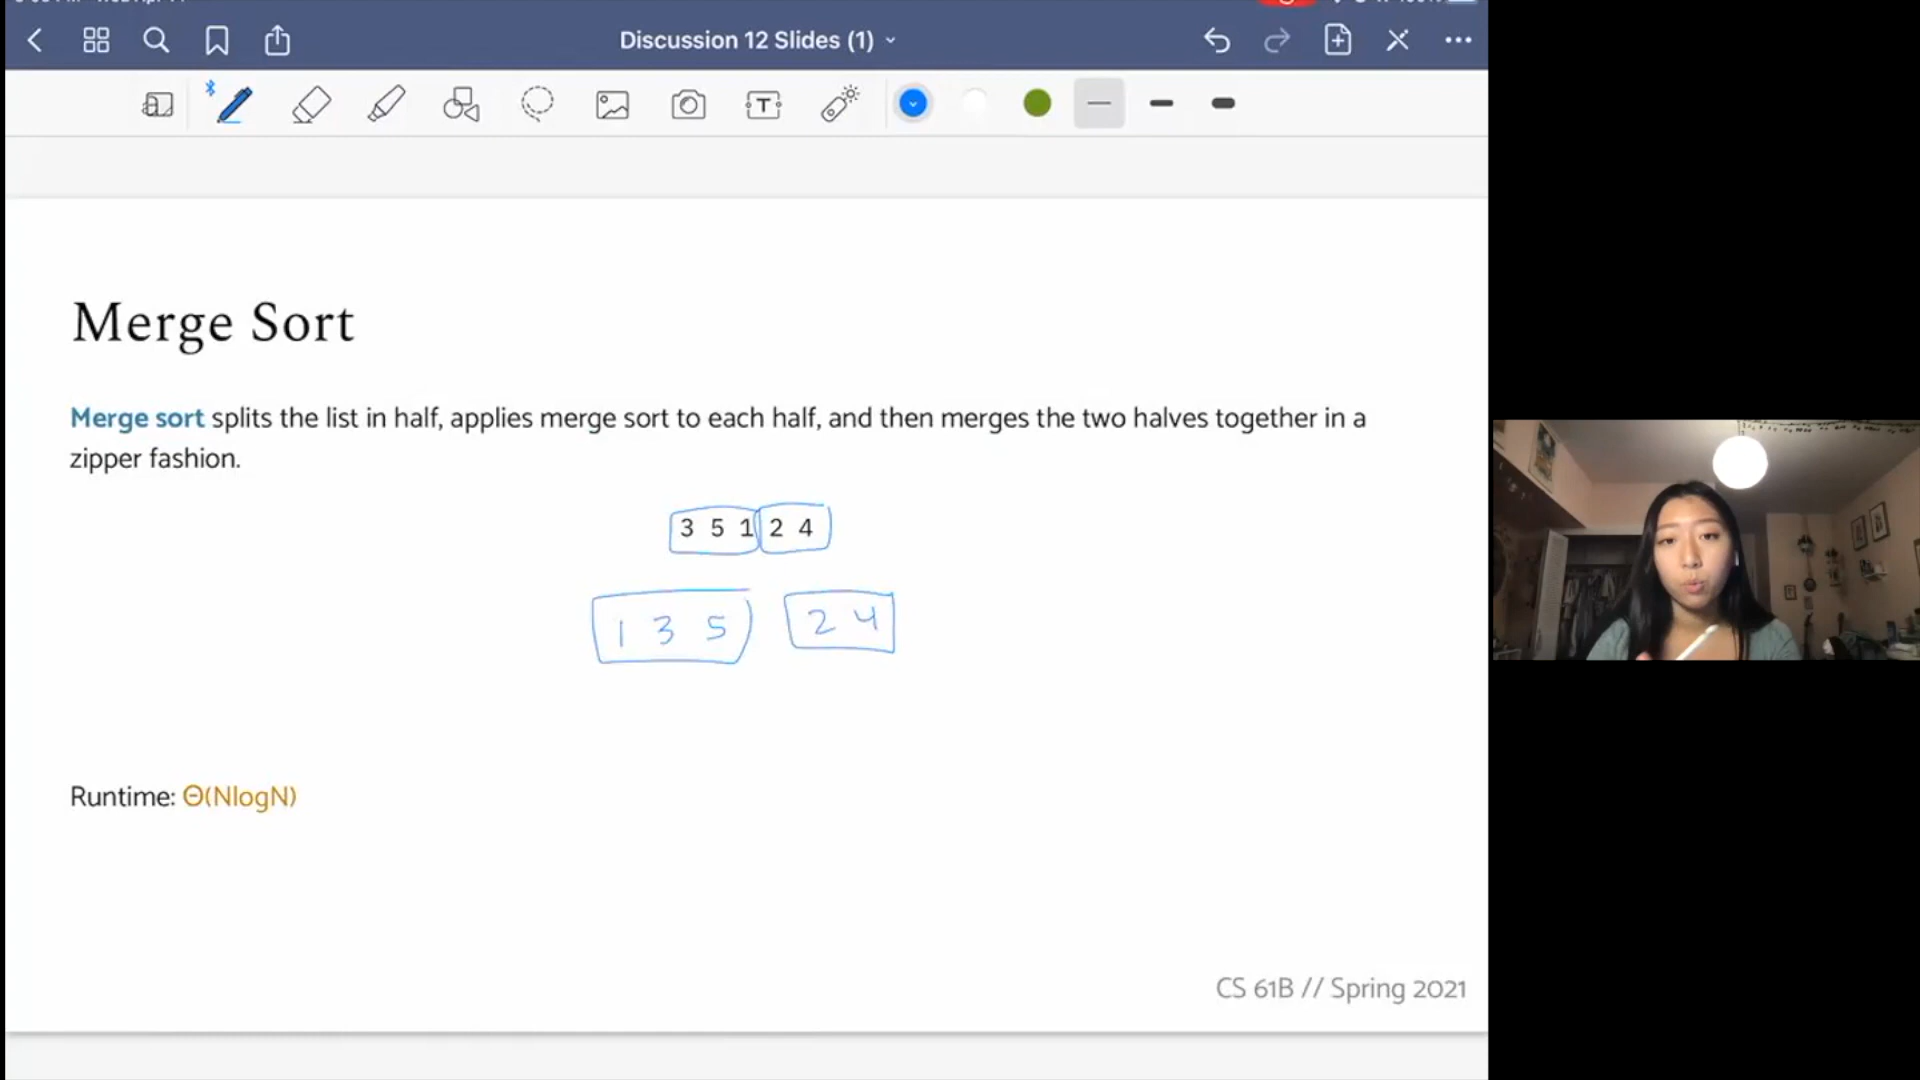 Discussion 12 Slides (1)
T
Merge Sort
Merge sort splits the list in half, applies merge sort to each half, and then merges the two halves together in a
zipper fashion.
3 5 1 2 4
1 3 5 2 4
Runtime: Θ(NlogN)
CS 61B // Spring 2021